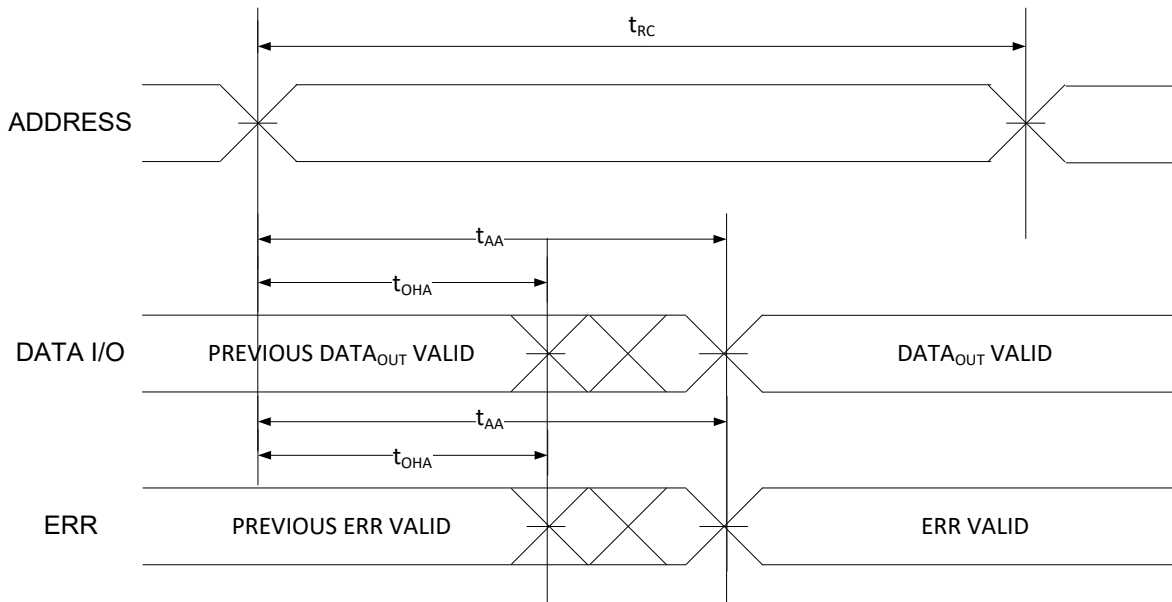 tRC
ADDRESS
tAA
tOHA
DATA I/O
PREVIOUS DATAOUT VALID
DATAOUT VALID
tAA
tOHA
ERR
PREVIOUS ERR VALID
ERR VALID